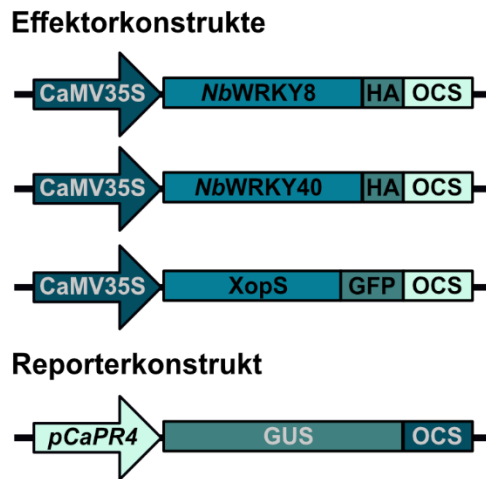 Effektorkonstrukte
CaMV35S NbWRKY8 HA OCS
CaMV35S NbWRKY40 HA OCS
CaMV35S XopS GFP OCS
Reporterkonstrukt
pCaPR4 GUS OCS